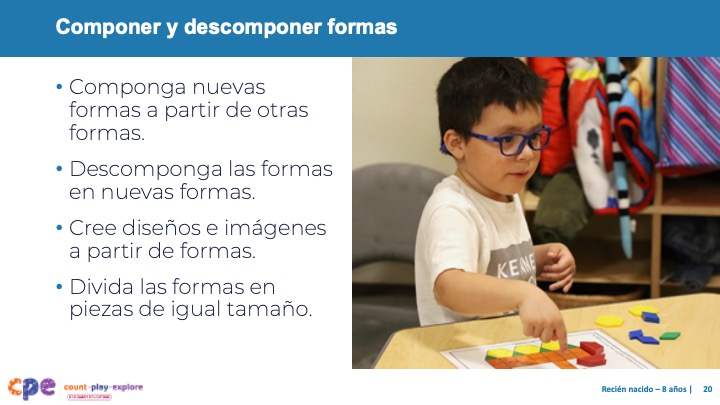 Componer y descomponer formas
• Componga nuevas
formas a partir de otras
formas.
• Descomponga las formas
en nuevas formas.
• Cree diseños e imágenes
a partir de formas.
• Divida las formas en
piezas de igual tamaño.
cpe count-play-explore
Recién nacido – 8 años | 20